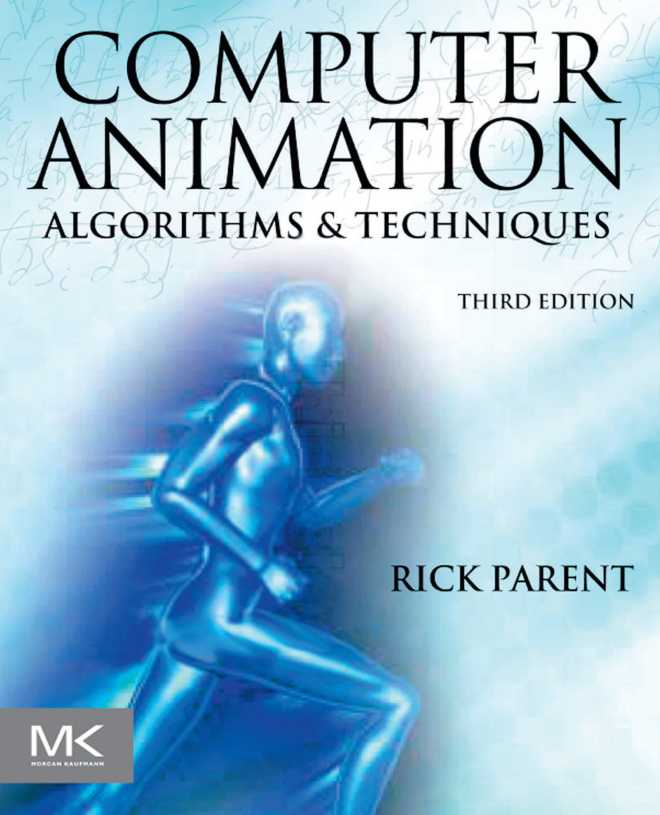 COMPUTER
ANIMATION
ALGORITHMS & TECHNIQUES
THIRD EDITION
RICK PARENT
MK
MORGAN KAUFMANN